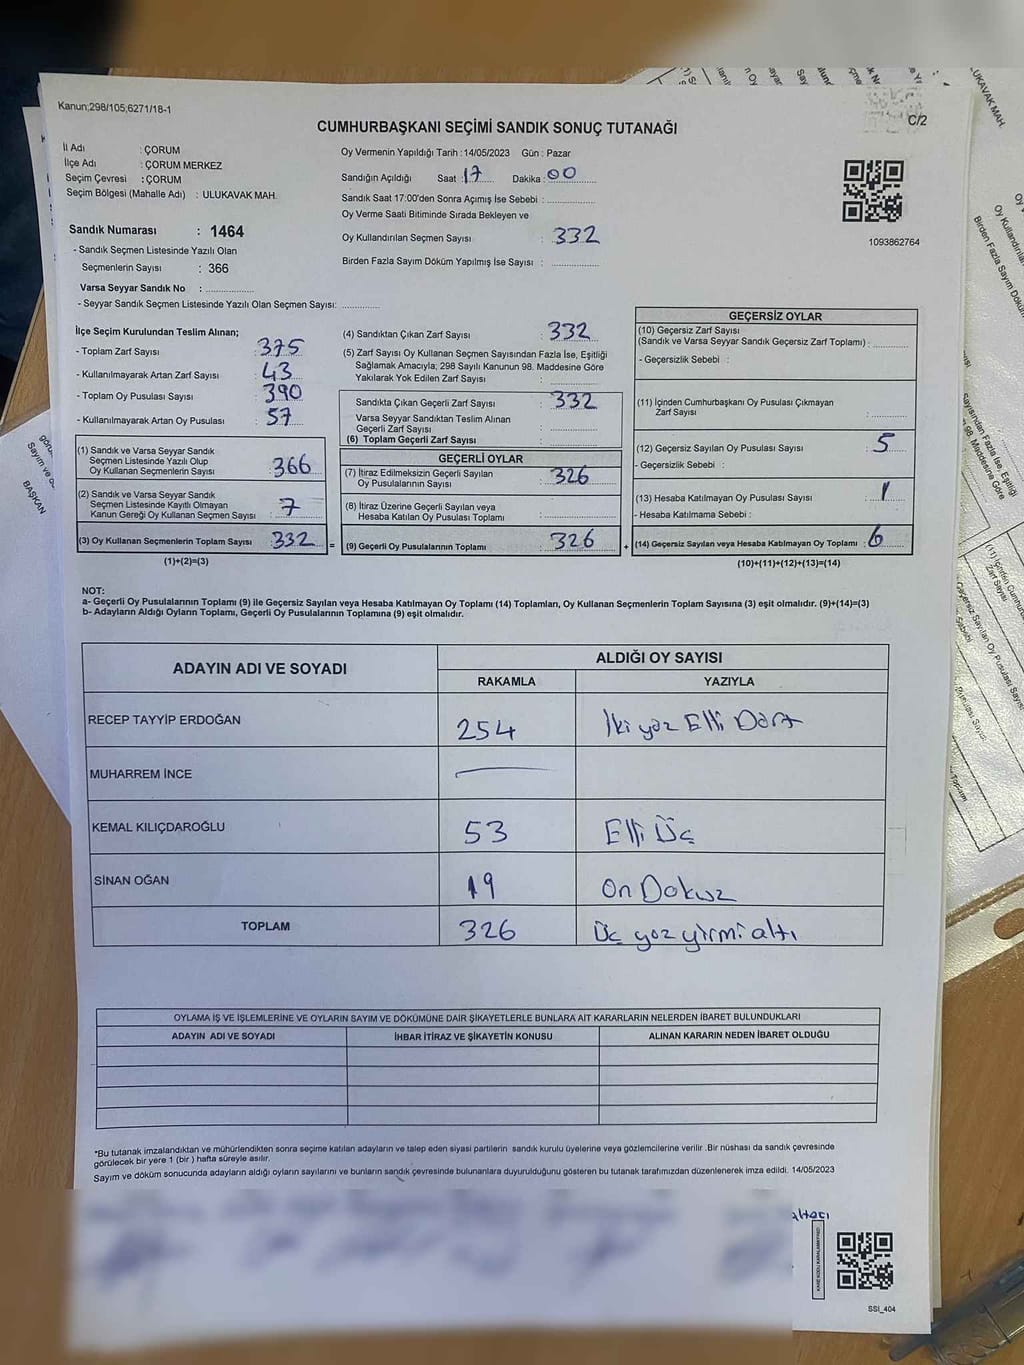 Kanun;298/105;6271/18-1
C/2
CUMHURBAŞKANI SEÇİMİ SANDIK SONUÇ TUTANAĞI
İl Adı : ÇORUM
İlçe Adı : ÇORUM MERKEZ
Seçim Çevresi : ÇORUM
Seçim Bölgesi (Mahalle Adı) : ULUKAVAK MAH.
Sandık Numarası : 1464
- Sandık Seçmen Listesinde Yazılı Olan
Seçmenlerin Sayısı : 366
Varsa Seyyar Sandık No : ................
- Seyyar Sandık Seçmen Listesinde Yazılı Olan Seçmen Sayısı: ............
Oy Vermenin Yapıldığı Tarih : 14/05/2023 Gün : Pazar
Sandığın Açıldığı Saat : 17 Dakika : 00
Sandık Saat 17:00'den Sonra Açımış İse Sebebi : ................
Oy Verme Saati Bitiminde Sırada Bekleyen ve
Oy Kullandırılan Seçmen Sayısı : 332
Birden Fazla Sayım Döküm Yapılmış İse Sayısı : ................
1093862764
İlçe Seçim Kurulundan Teslim Alınan;
- Toplam Zarf Sayısı : 375
- Kullanılmayarak Artan Zarf Sayısı : 43
- Toplam Oy Pusulası Sayısı : 390
- Kullanılmayarak Artan Oy Pusulası : 57
(1) Sandık ve Varsa Seyyar Sandık
Seçmen Listesinde Yazılı Olup
Oy Kullanan Seçmenlerin Sayısı : 366
(2) Sandık ve Varsa Seyyar Sandık
Seçmen Listesinde Kayıtlı Olmayan
Kanun Gereği Oy Kullanan Seçmen Sayısı : 7
(3) Oy Kullanan Seçmenlerin Toplam Sayısı : 332
(1)+(2)=(3)
(4) Sandıktan Çıkan Zarf Sayısı : 332
(5) Zarf Sayısı Oy Kullanan Seçmen Sayısından Fazla İse, Eşitliği
Sağlamak Amacıyla; 298 Sayılı Kanunun 98. Maddesine Göre
Yakılarak Yok Edilen Zarf Sayısı : ................
Sandıkta Çıkan Geçerli Zarf Sayısı : 332
Varsa Seyyar Sandıktan Teslim Alınan
Geçerli Zarf Sayısı : ................
(6) Toplam Geçerli Zarf Sayısı : ................
GEÇERLİ OYLAR
(7) İtiraz Edilmeksizin Geçerli Sayılan
Oy Pusulalarının Sayısı : 326
(8) İtiraz Üzerine Geçerli Sayılan veya
Hesaba Katılan Oy Pusulası Toplamı : ................
= (9) Geçerli Oy Pusulalarının Toplamı : 326
GEÇERSİZ OYLAR
(10) Geçersiz Zarf Sayısı
(Sandık ve Varsa Seyyar Sandık Geçersiz Zarf Toplamı) : ............
- Geçersizlik Sebebi :
(11) İçinden Cumhurbaşkanı Oy Pusulası Çıkmayan
Zarf Sayısı : ............
(12) Geçersiz Sayılan Oy Pusulası Sayısı : 5
- Geçersizlik Sebebi :
(13) Hesaba Katılmayan Oy Pusulası Sayısı : 1
- Hesaba Katılmama Sebebi :
+ (14) Geçersiz Sayılan veya Hesaba Katılmayan Oy Toplamı : 6
(10)+(11)+(12)+(13)=(14)
NOT:
a- Geçerli Oy Pusulalarının Toplamı (9) ile Geçersiz Sayılan veya Hesaba Katılmayan Oy Toplamı (14) Toplamları, Oy Kullanan Seçmenlerin Toplam Sayısına (3) eşit olmalıdır. (9)+(14)=(3)
b- Adayların Aldığı Oyların Toplamı, Geçerli Oy Pusulalarının Toplamına (9) eşit olmalıdır.
ADAYIN ADI VE SOYADI ALDIĞI OY SAYISI
RAKAMLA YAZIYLA
RECEP TAYYİP ERDOĞAN 254 İki yüz Elli Dört
MUHARREM İNCE —
KEMAL KILIÇDAROĞLU 53 Elli Üç
SİNAN OĞAN 19 On Dokuz
TOPLAM 326 Üç yüz yirmi altı
OYLAMA İŞ VE İŞLEMLERİNE VE OYLARIN SAYIM VE DÖKÜMÜNE DAİR ŞİKAYETLERLE BUNLARA AİT KARARLARIN NELERDEN İBARET BULUNDUKLARI
ADAYIN ADI VE SOYADI İHBAR İTİRAZ VE ŞİKAYETİN KONUSU ALINAN KARARIN NEDEN İBARET OLDUĞU
*Bu tutanak imzalandıktan ve mühürlendikten sonra seçime katılan adayların ve talep eden siyasi partilerin sandık kurulu üyelerine veya gözlemcilerine verilir .Bir nüshası da sandık çevresinde
görülecek bir yere 1 (bir ) hafta süreyle asılır.
Sayım ve döküm sonucunda adayların aldığı oyların sayılarını ve bunların sandık çevresinde bulunanlara duyurulduğunu gösteren bu tutanak tarafımızdan düzenlenerek imza edildi. 14/05/2023
SSI_404
BAŞKAN
ULUKAVAK MAH.